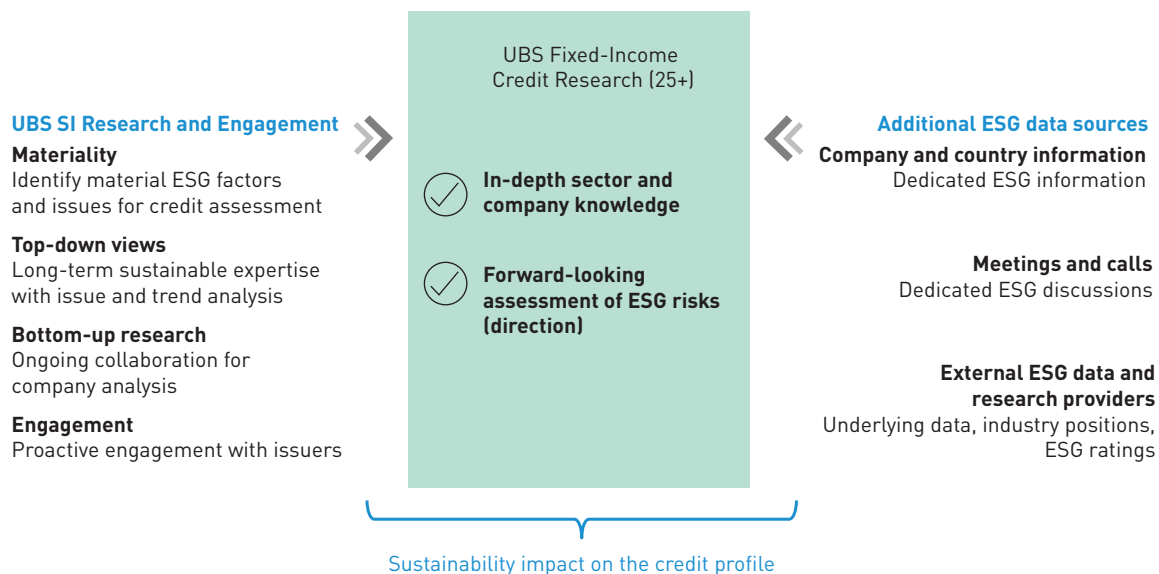 UBS Fixed-Income
Credit Research (25+)
In-depth sector and
company knowledge
Forward-looking
assessment of ESG risks
(direction)
UBS SI Research and Engagement
Materiality
Identify material ESG factors
and issues for credit assessment
Top-down views
Long-term sustainable expertise
with issue and trend analysis
Bottom-up research
Ongoing collaboration for
company analysis
Engagement
Proactive engagement with issuers
Additional ESG data sources
Company and country information
Dedicated ESG information
Meetings and calls
Dedicated ESG discussions
External ESG data and
research providers
Underlying data, industry positions,
ESG ratings
Sustainability impact on the credit profile